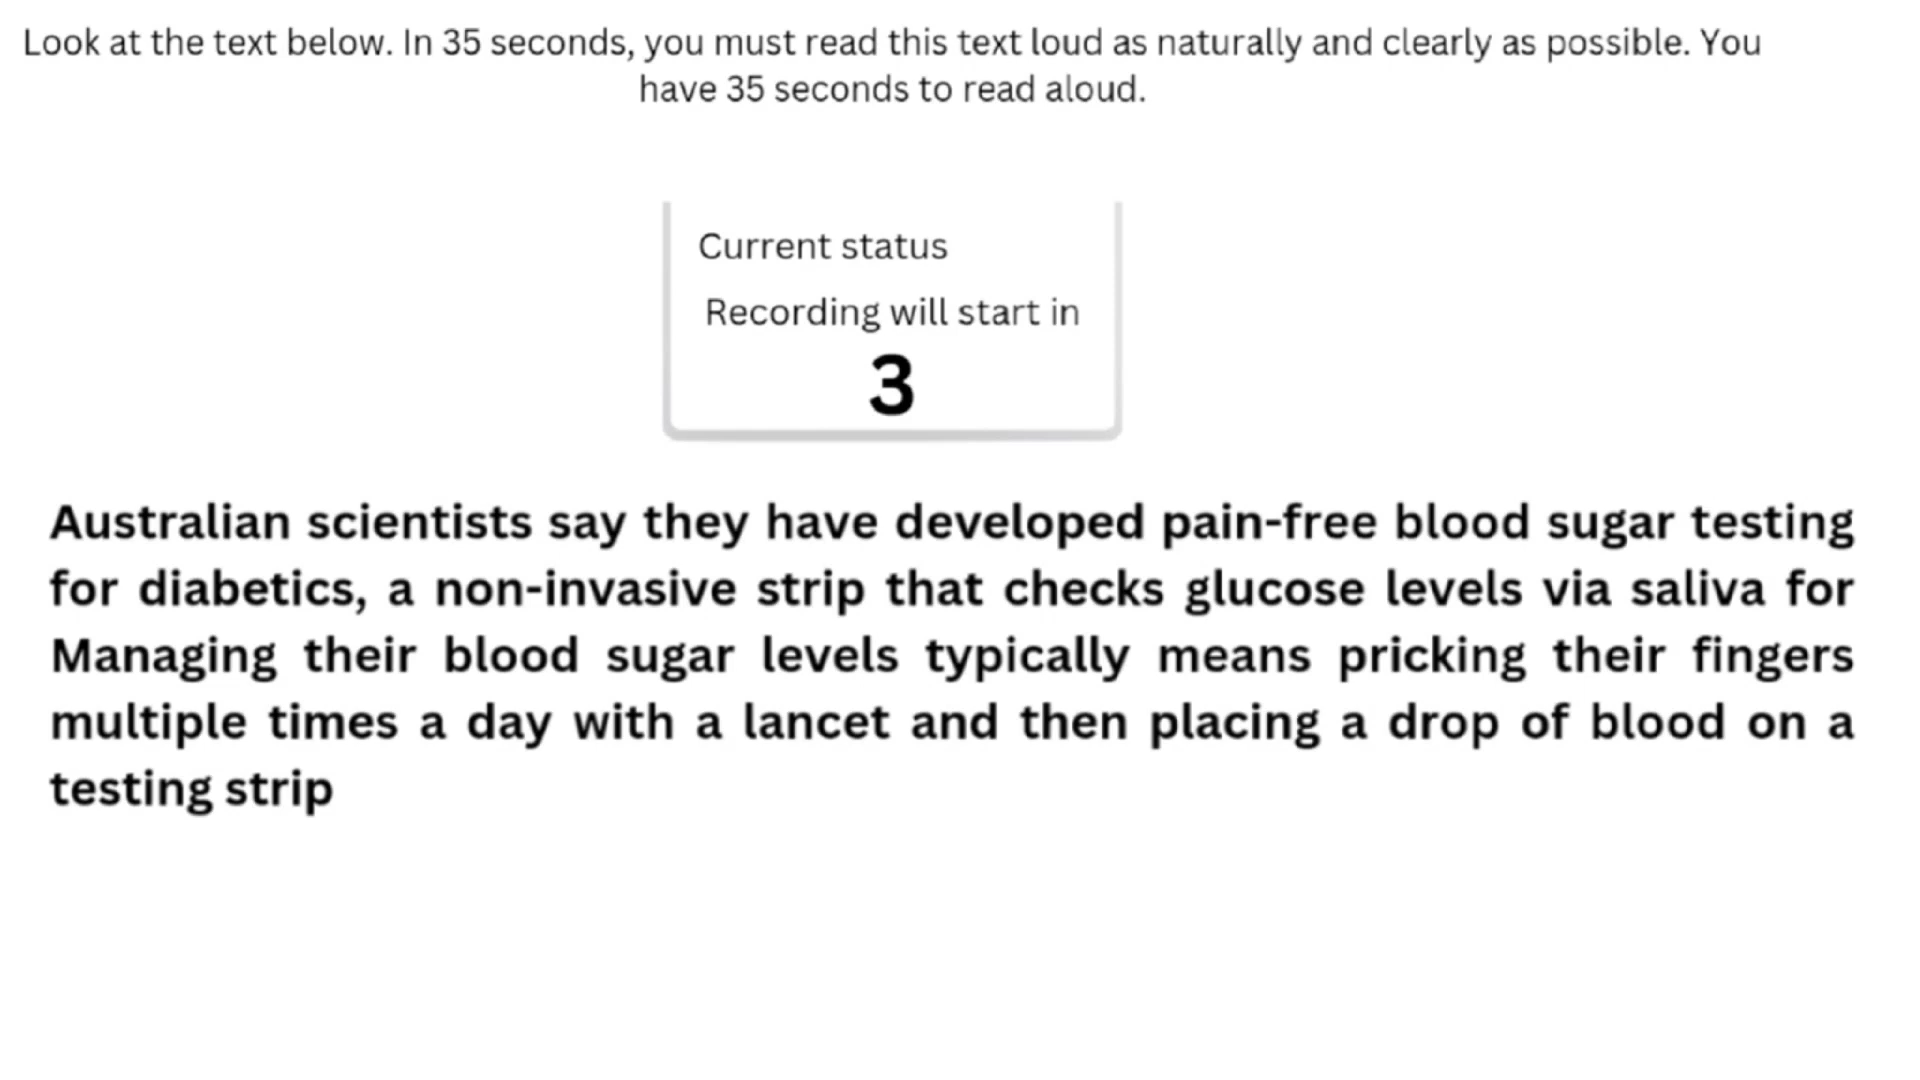 Look at the text below. In 35 seconds, you must read this text loud as naturally and clearly as possible. You
have 35 seconds to read aloud.
Current status
Recording will start in
3
Australian scientists say they have developed pain-free blood sugar testing
for diabetics, a non-invasive strip that checks glucose levels via saliva for
Managing their blood sugar levels typically means pricking their fingers
multiple times a day with a lancet and then placing a drop of blood on a
testing strip